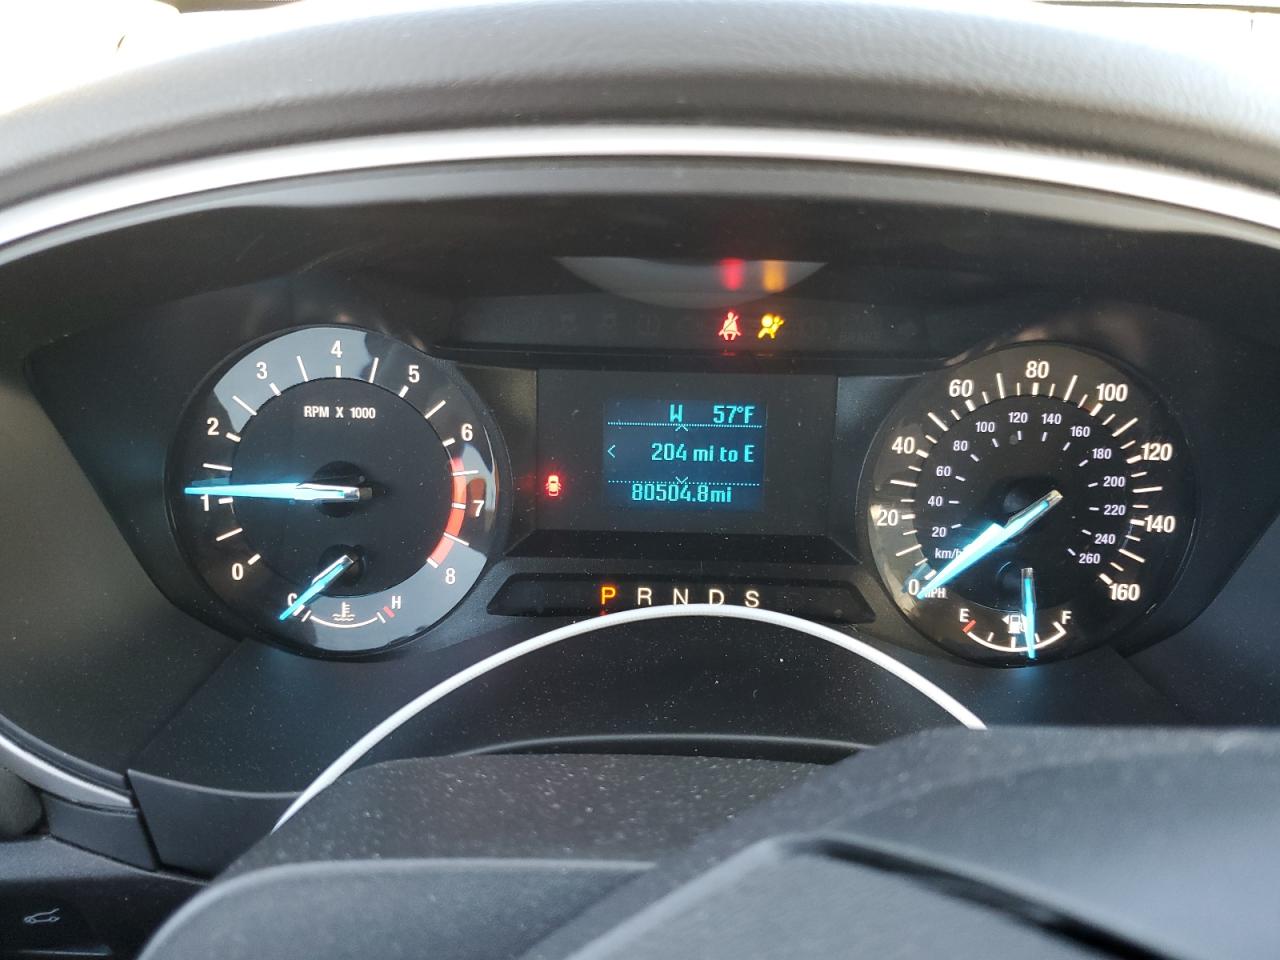 0 1 2 3 4 5 6 7 8
RPM X 1000
C H
W 57°F
< 204 mi to E
80504.8mi
P R N D S
0 20 40 60 80 100 120 140 160
MPH
20 40 60 80 100 120 140 160 180 200 220 240 260
km/h
E F